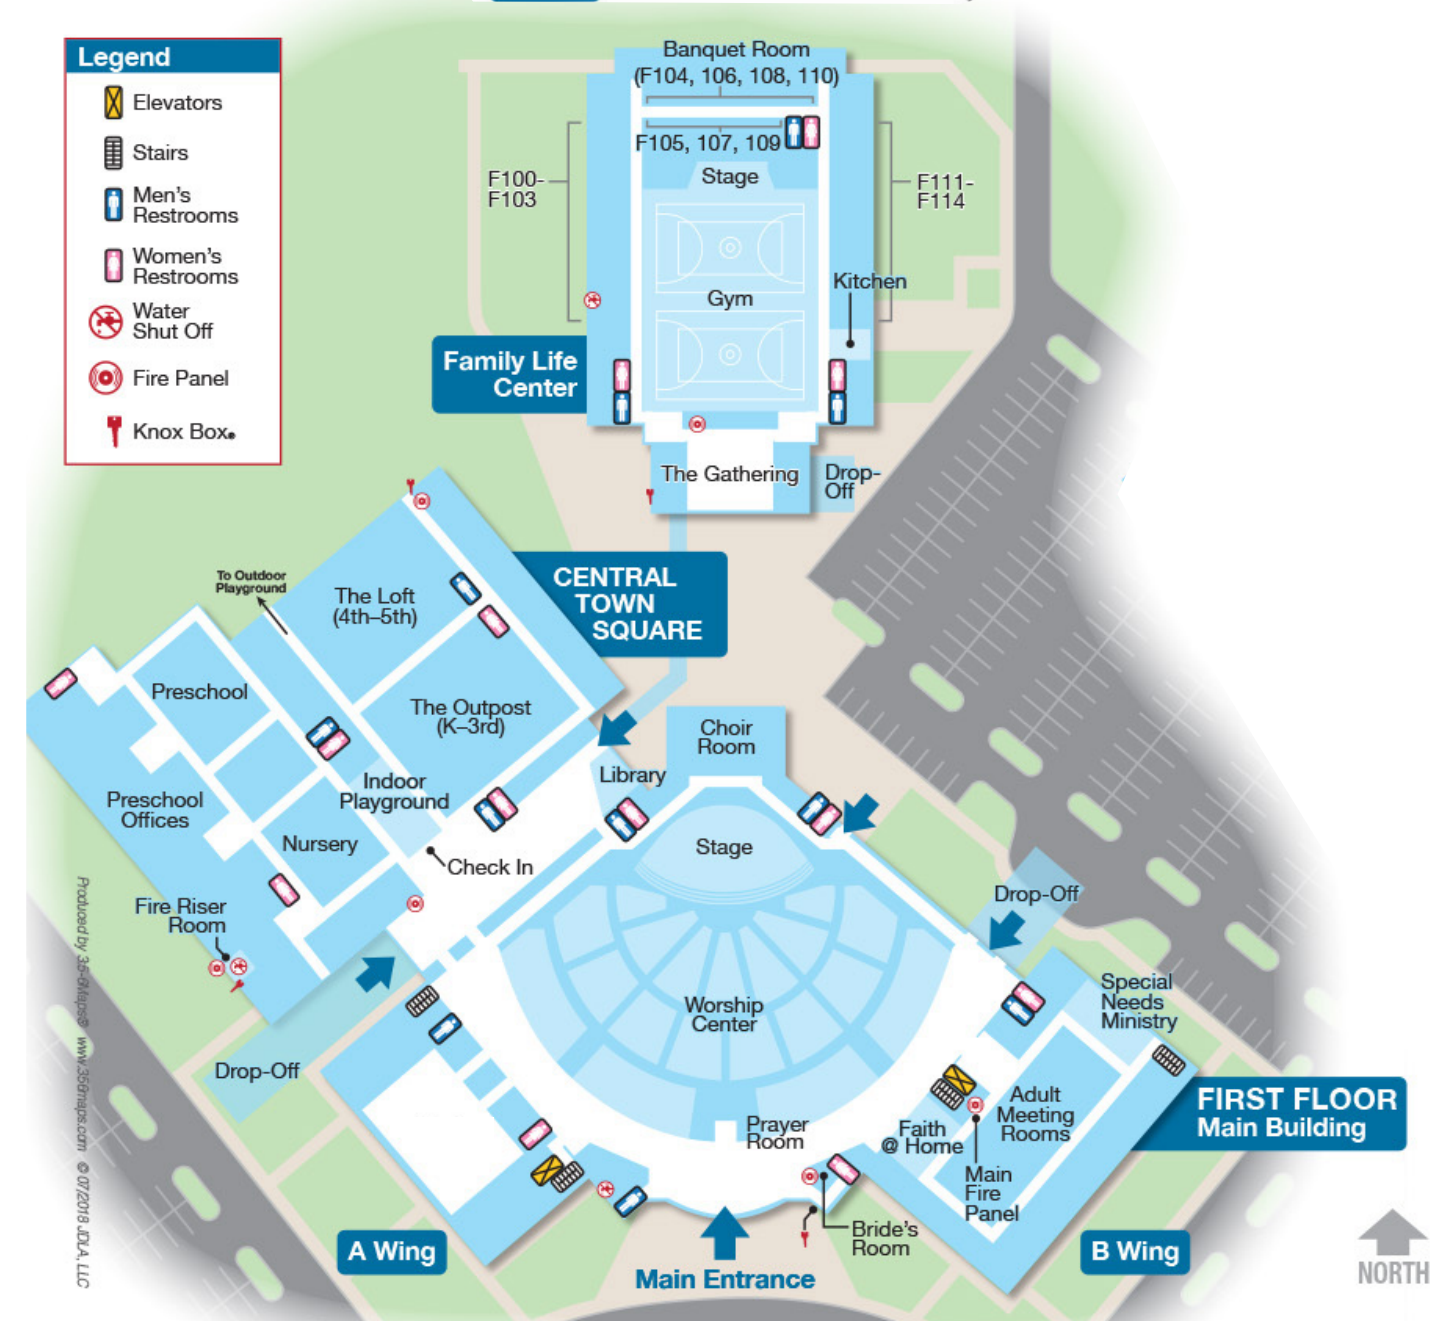 Legend
Elevators
Stairs
Men's
Restrooms
Women's
Restrooms
Water
Shut Off
Fire Panel
Knox Box®
Banquet Room
(F104, 106, 108, 110)
F105, 107, 109
Stage
F100-
F103
F111-
F114
Gym
Kitchen
Family Life
Center
The Gathering
Drop-
Off
CENTRAL
TOWN
SQUARE
To Outdoor
Playground
The Loft
(4th–5th)
Preschool
The Outpost
(K–3rd)
Choir
Room
Library
Indoor
Playground
Preschool
Offices
Nursery
Check In
Stage
Fire Riser
Room
Drop-Off
Worship
Center
Special
Needs
Ministry
Drop-Off
FIRST FLOOR
Main Building
Adult
Meeting
Rooms
Prayer
Room
Faith
@ Home
Main
Fire
Panel
Bride's
Room
A Wing
B Wing
Main Entrance
NORTH
Produced by 35-6Maps® www.356maps.com © 07/2018 JDLA, LLC